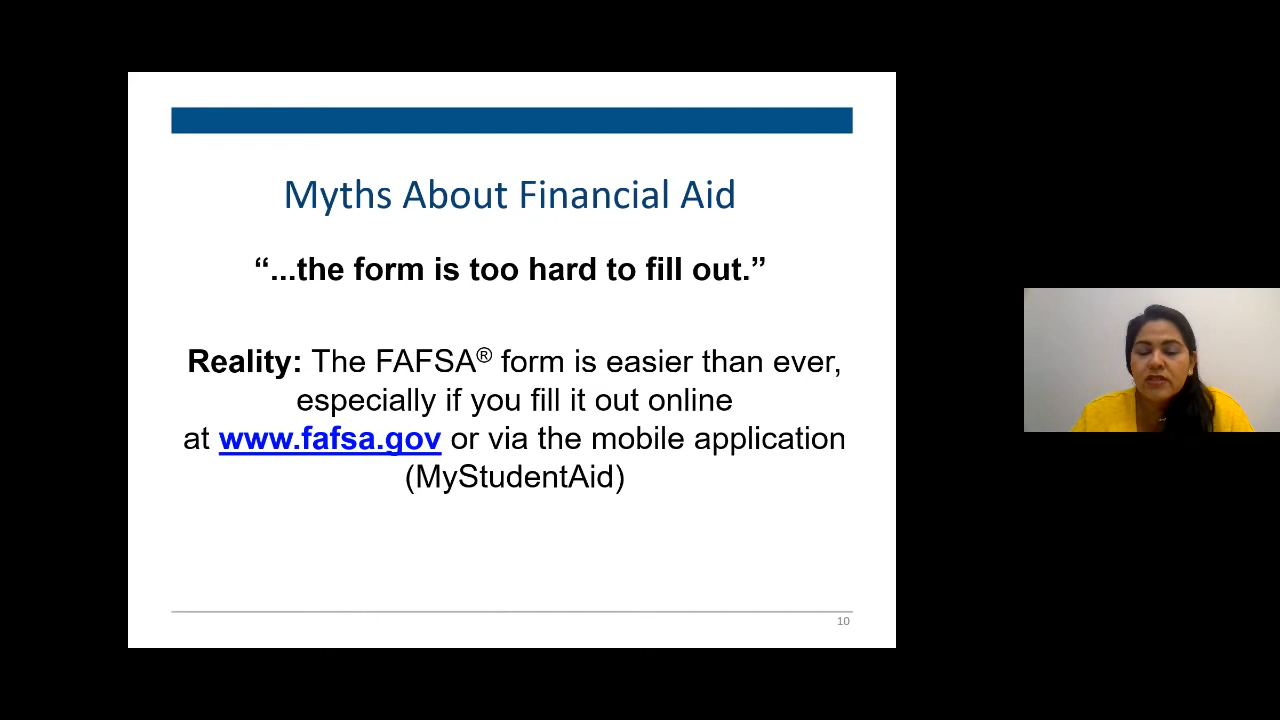 Myths About Financial Aid
“...the form is too hard to fill out.”
Reality: The FAFSA® form is easier than ever,
especially if you fill it out online
at www.fafsa.gov or via the mobile application
(MyStudentAid)
10